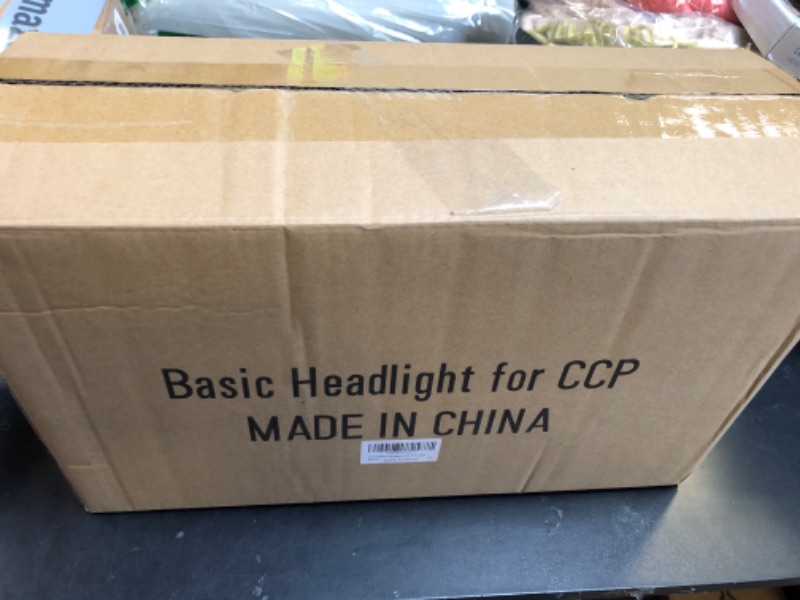 Basic Headlight for CCP
MADE IN CHINA